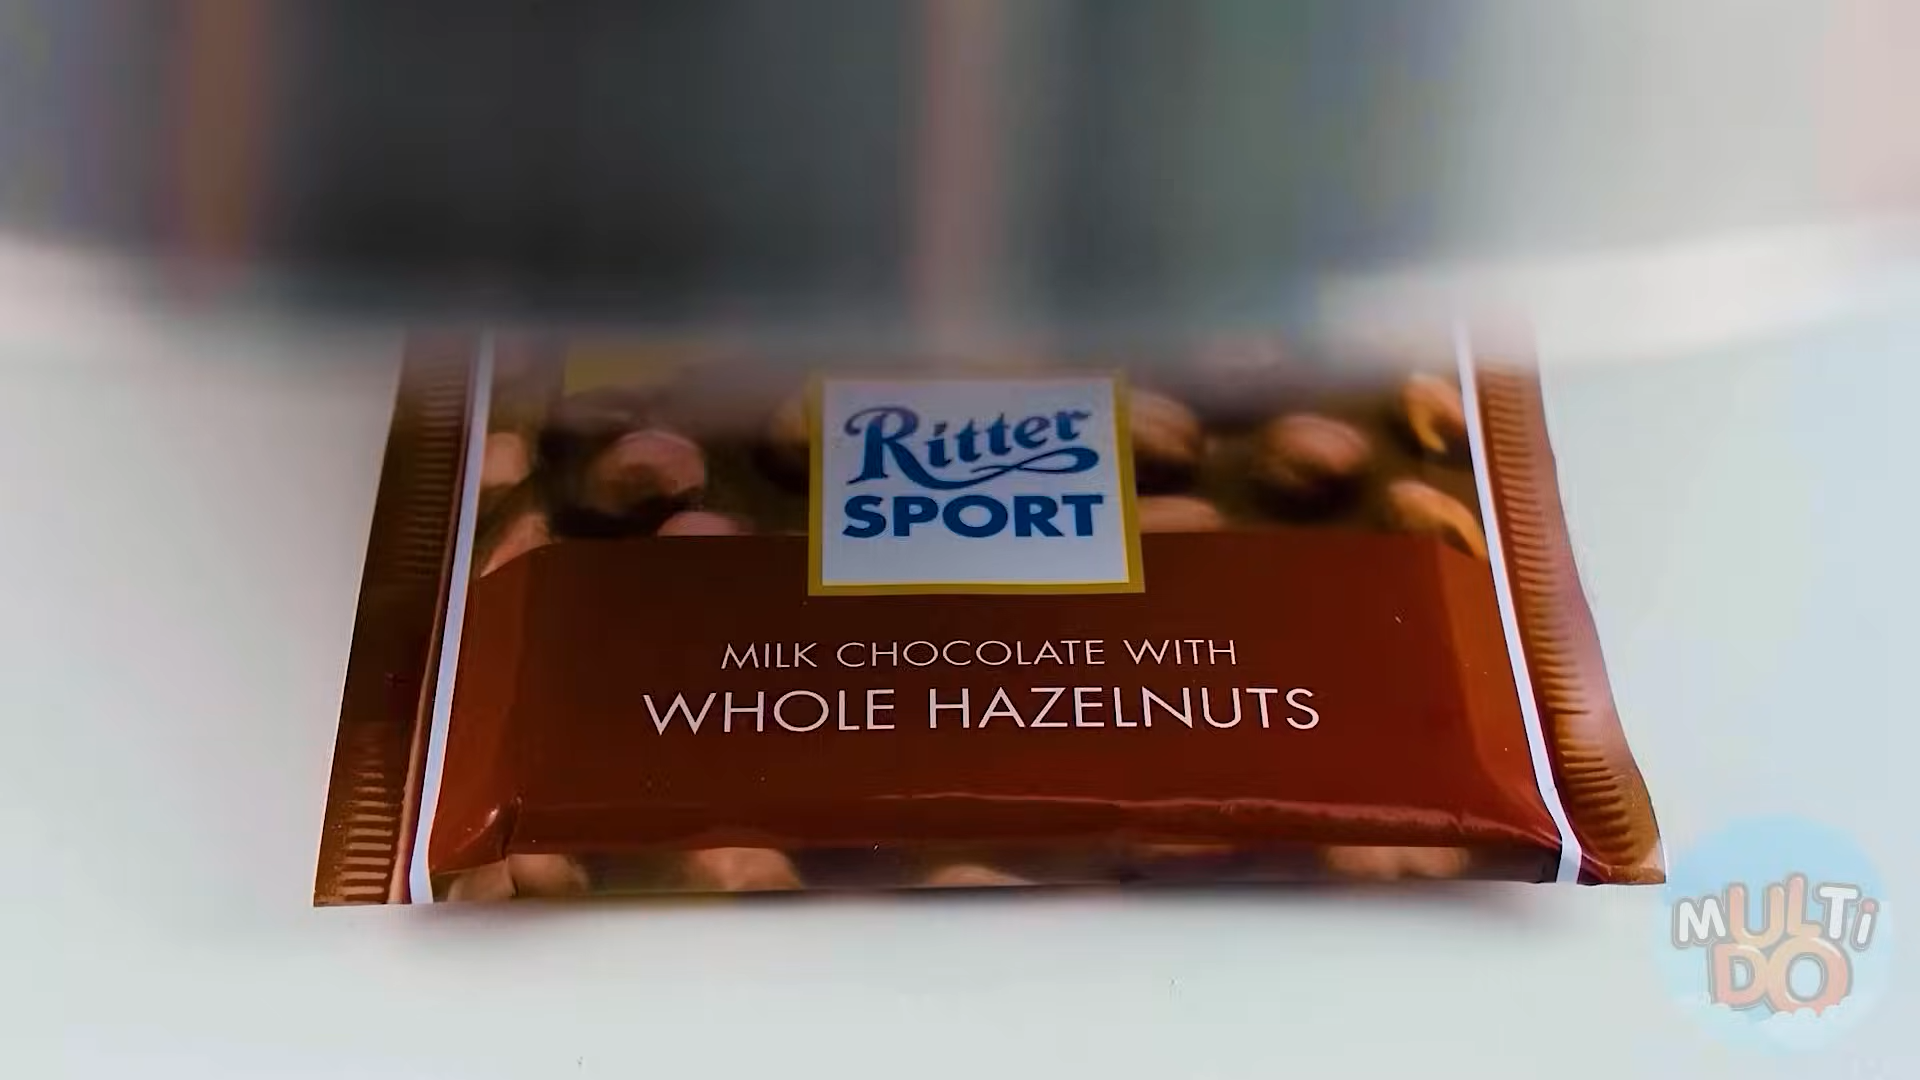 Ritter
SPORT
MILK CHOCOLATE WITH
WHOLE HAZELNUTS
MULTi
DO